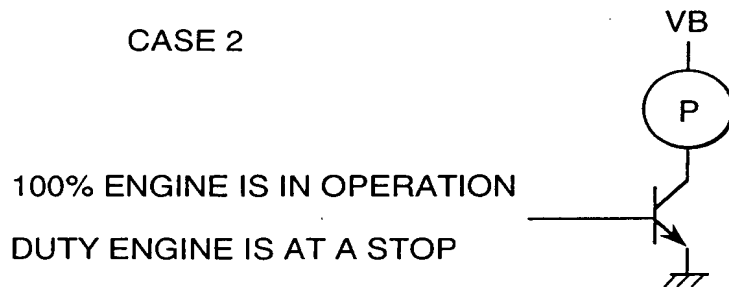 CASE 2
VB
P
100% ENGINE IS IN OPERATION
DUTY ENGINE IS AT A STOP